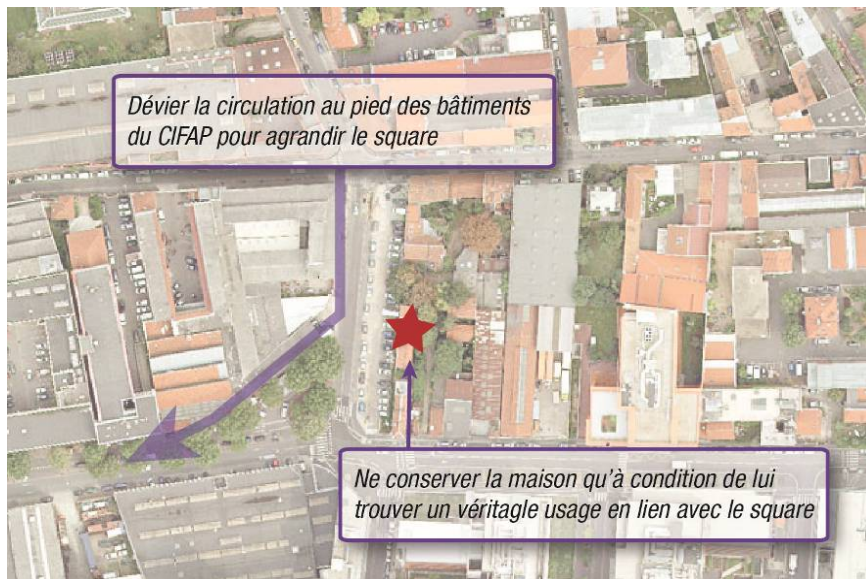 Dévier la circulation au pied des bâtiments
du CIFAP pour agrandir le square
Ne conserver la maison qu'à condition de lui
trouver un véritagle usage en lien avec le square